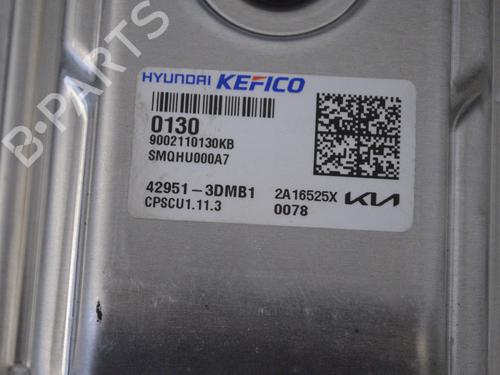 B-PARTS
HYUNDAI KEFICO
0130
9002110130KB
SMQHU000A7
42951-3DMB1 2A16525X KIA
CPSCU1.11.3 0078